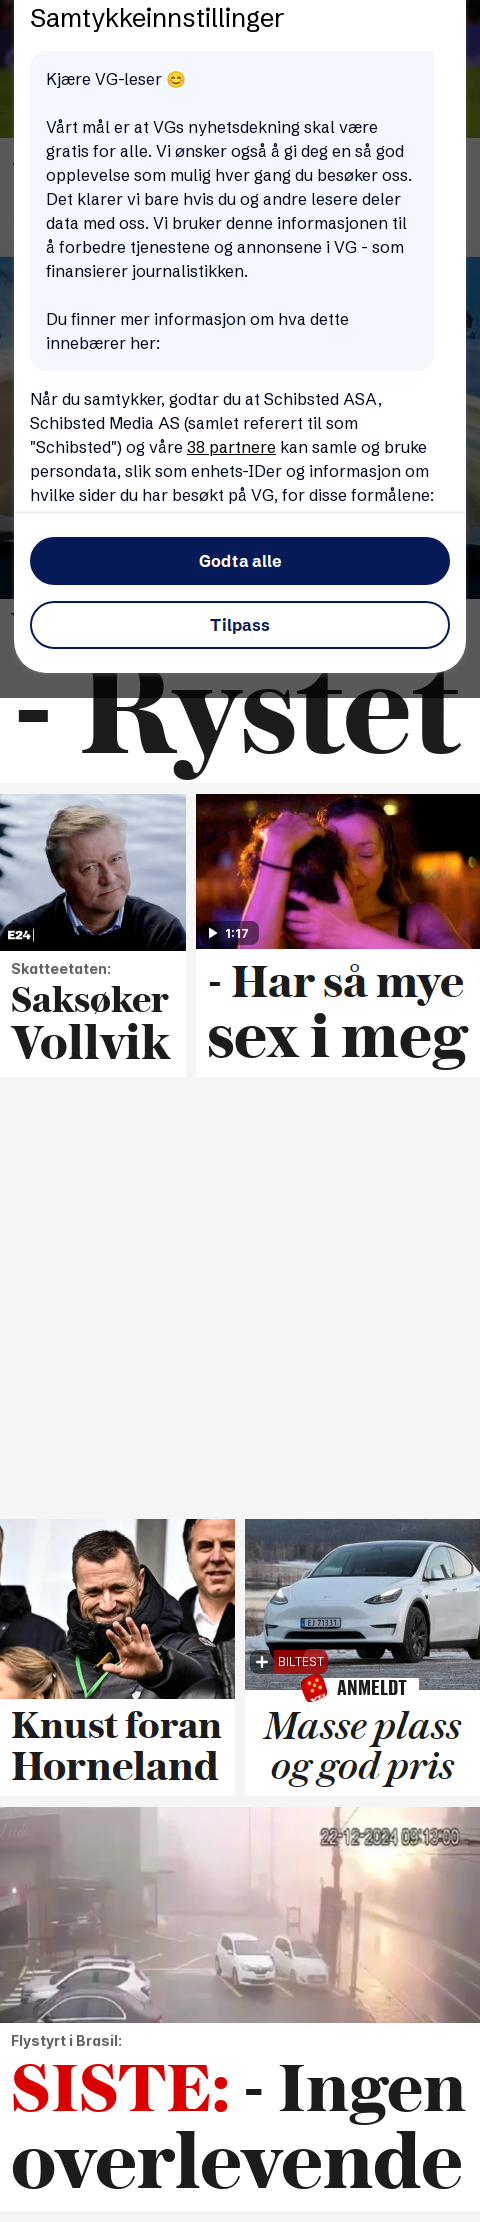 Samtykkeinnstillinger
Kjære VG-leser 😊
Vårt mål er at VGs nyhetsdekning skal være
gratis for alle. Vi ønsker også å gi deg en så god
opplevelse som mulig hver gang du besøker oss.
Det klarer vi bare hvis du og andre lesere deler
data med oss. Vi bruker denne informasjonen til
å forbedre tjenestene og annonsene i VG - som
finansierer journalistikken.
Du finner mer informasjon om hva dette
innebærer her:
Når du samtykker, godtar du at Schibsted ASA,
Schibsted Media AS (samlet referert til som
"Schibsted") og våre 38 partnere kan samle og bruke
persondata, slik som enhets-IDer og informasjon om
hvilke sider du har besøkt på VG, for disse formålene:
Godta alle
Tilpass
- Rystet
E24
1:17
Skatteetaten:
Saksøker
Vollvik
- Har så mye
sex i meg
EJ 71331
+ BILTEST
ANMELDT
Knust foran
Horneland
Masse plass
og god pris
22-12-2024 09:13:00
Flystyrt i Brasil:
SISTE: - Ingen
overlevende